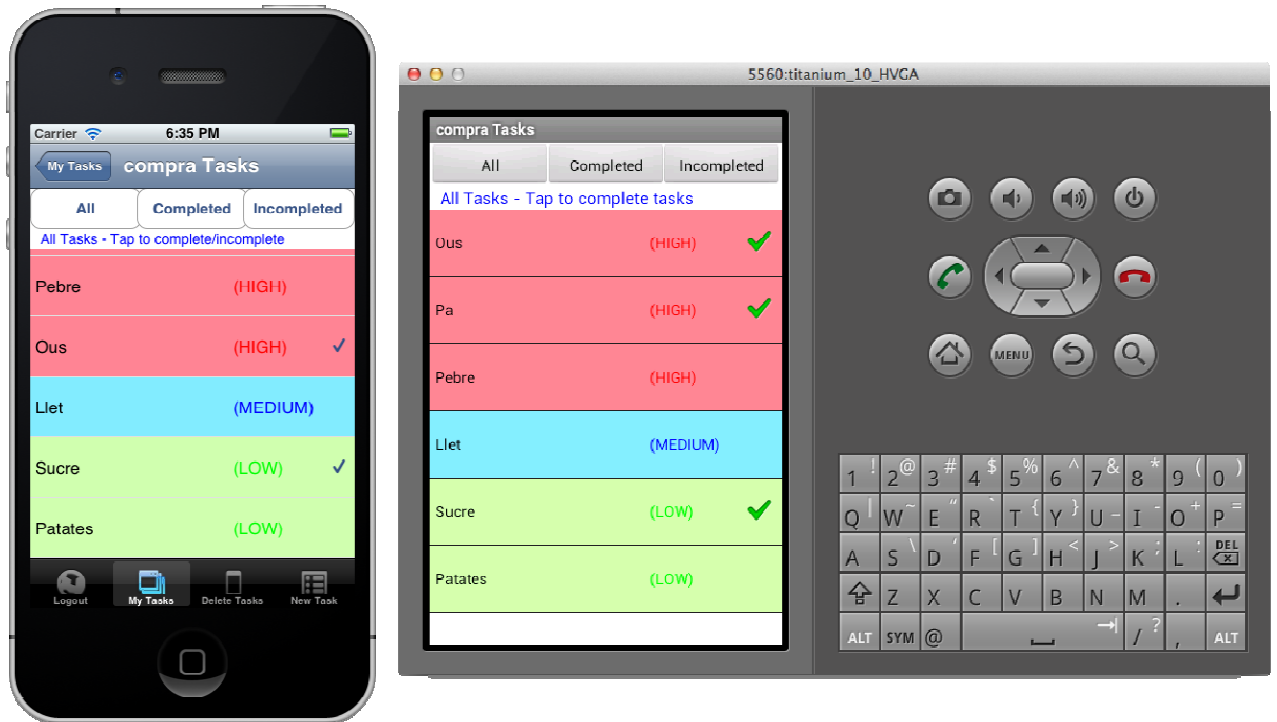 Carrier 6:35 PM
My Tasks compra Tasks
All Completed Incompleted
All Tasks - Tap to complete/incomplete
Pebre (HIGH)
Ous (HIGH)
Llet (MEDIUM)
Sucre (LOW)
Patates (LOW)
Logout My Tasks Delete Tasks New Task
5560:titanium_10_HVGA
compra Tasks
All Completed Incompleted
All Tasks - Tap to complete tasks
Ous (HIGH)
Pa (HIGH)
Pebre (HIGH)
Llet (MEDIUM)
Sucre (LOW)
Patates (LOW)
MENU
1 ! 2 @ 3 # 4 $ 5 % 6 ^ 7 & 8 * 9 ( 0 )
Q | W ~ E " R ` T { Y } U _ I - O + P =
A S \ D ' F [ G ] H < J > K ; L : DEL
Z X C V B N M .
ALT SYM @ / ? , ALT